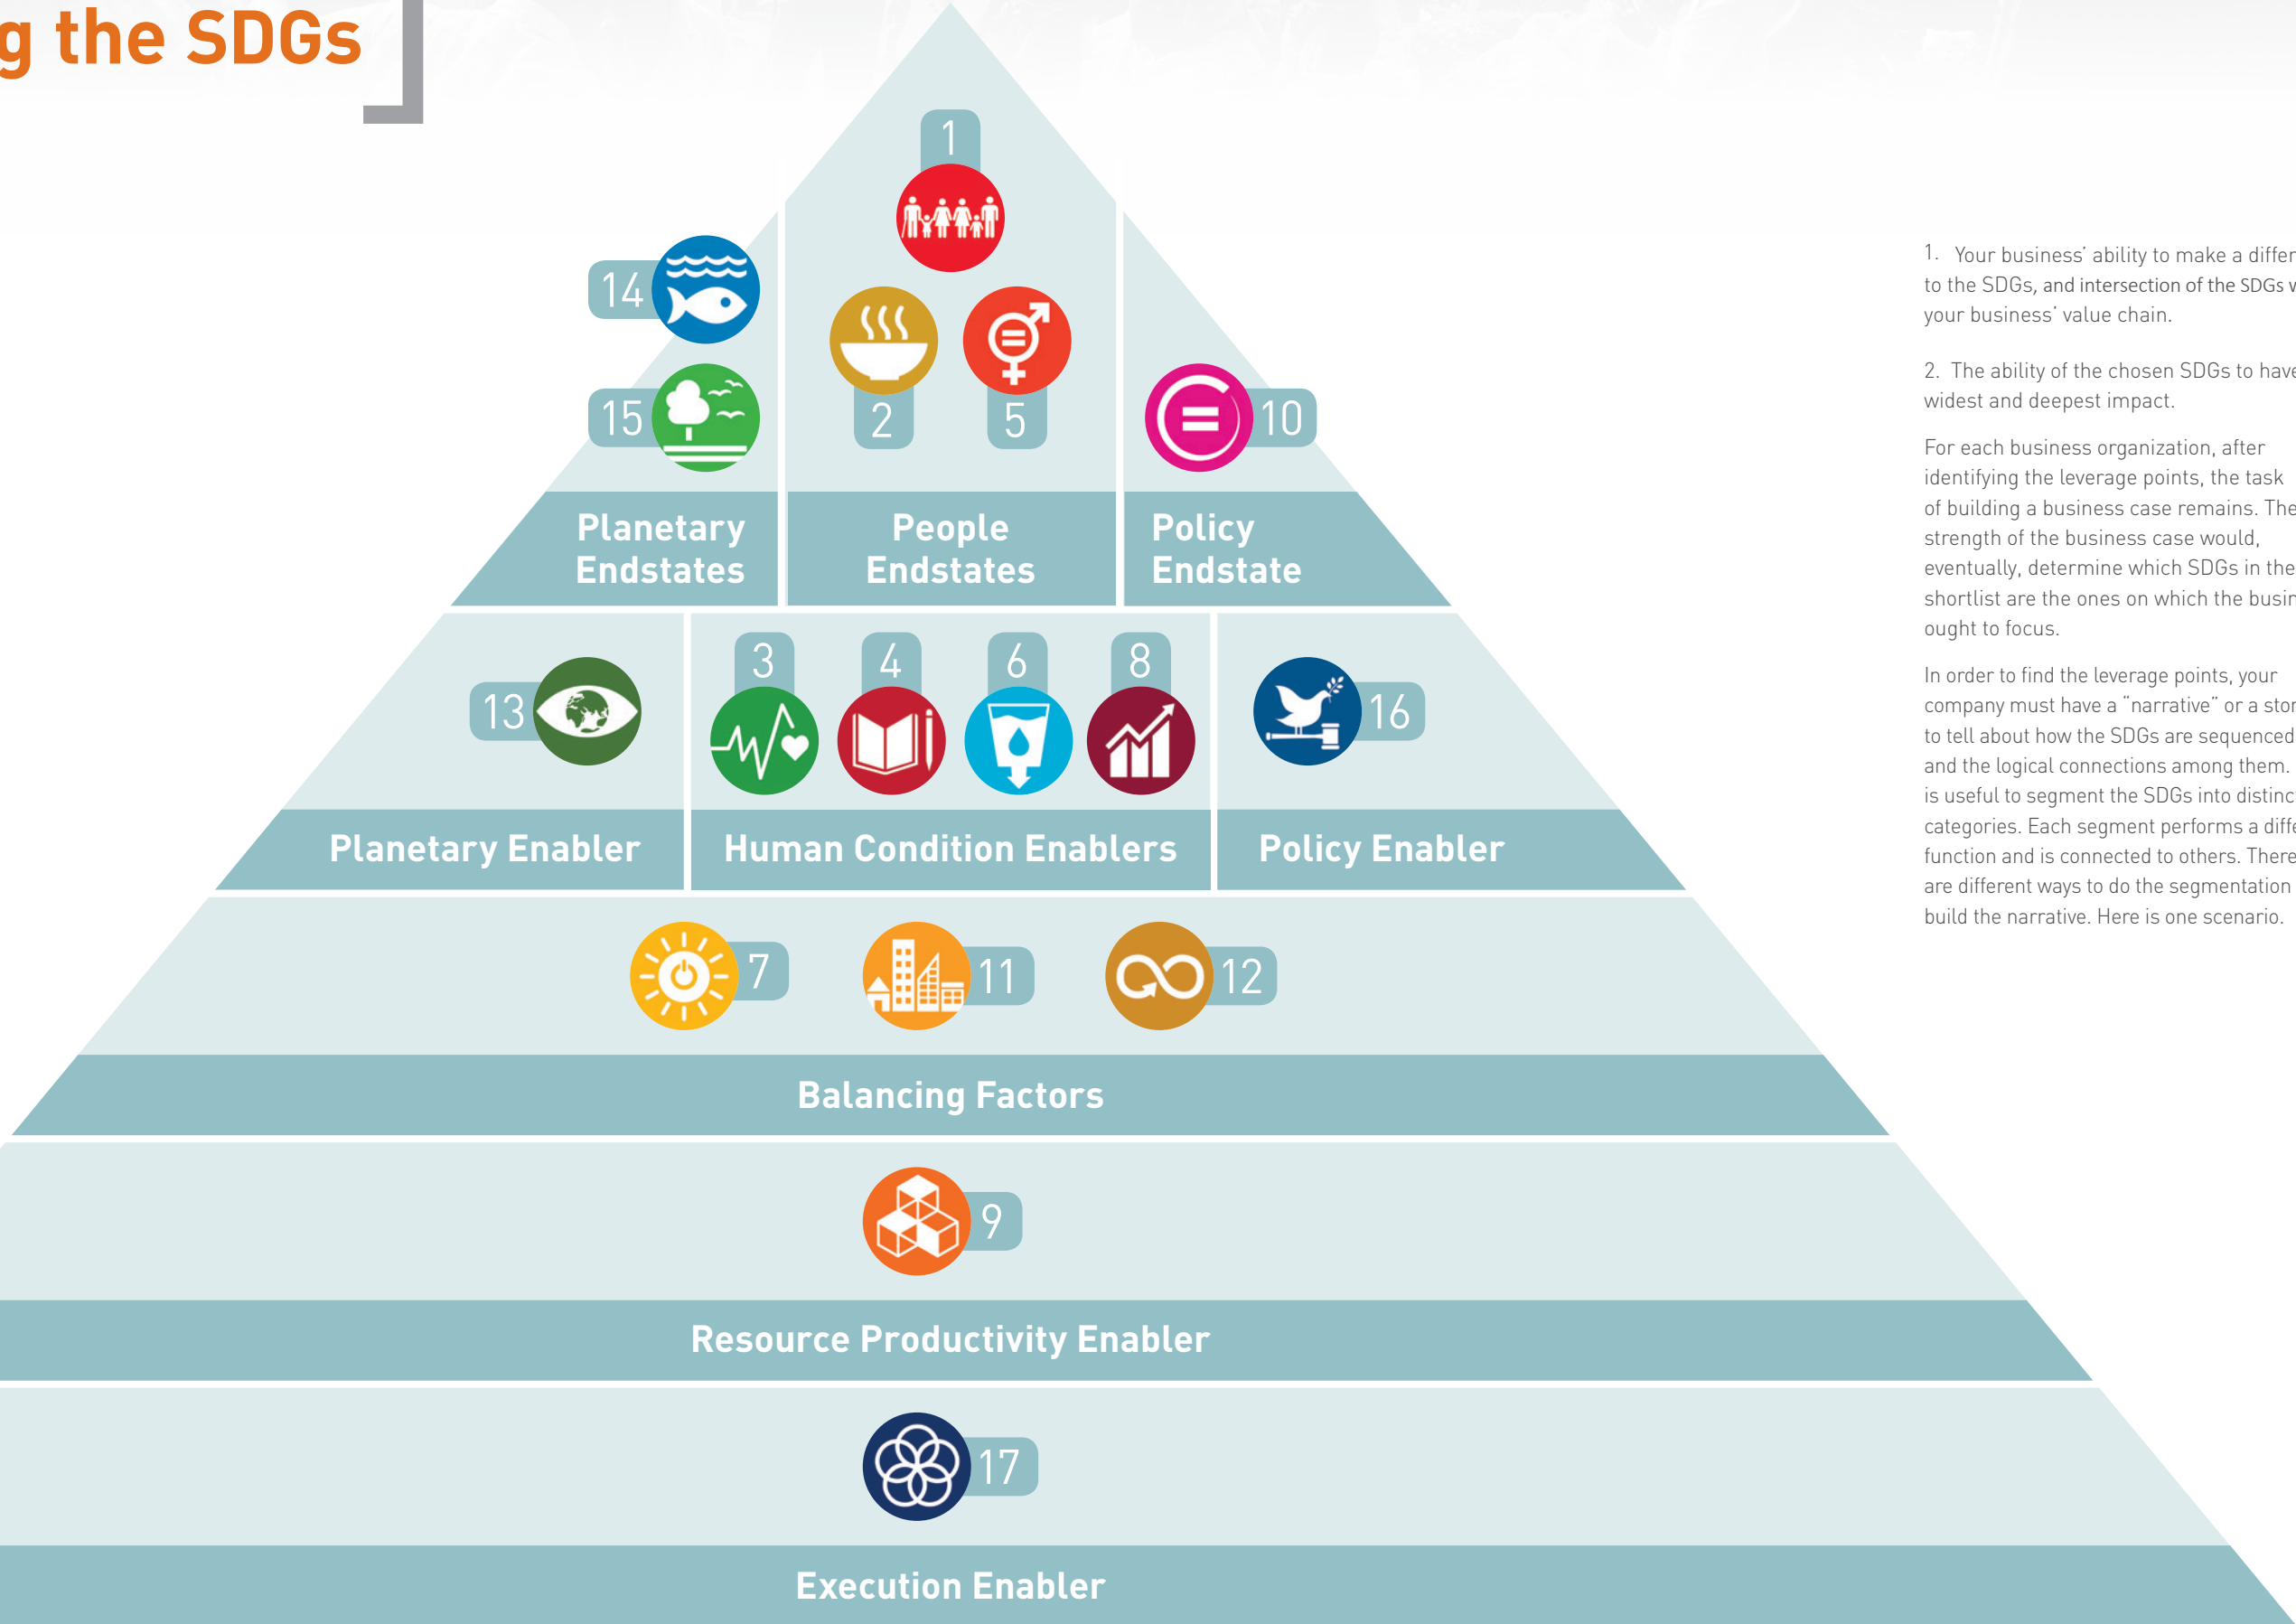 g the SDGs
1
14
15
2
5
10
Planetary
Endstates
People
Endstates
Policy
Endstate
13
3
4
6
8
16
Planetary Enabler
Human Condition Enablers
Policy Enabler
7
11
12
Balancing Factors
9
Resource Productivity Enabler
17
Execution Enabler
1. Your business’ ability to make a differ
to the SDGs, and intersection of the SDGs w
your business’ value chain.
2. The ability of the chosen SDGs to have
widest and deepest impact.
For each business organization, after
identifying the leverage points, the task
of building a business case remains. The
strength of the business case would,
eventually, determine which SDGs in the
shortlist are the ones on which the busin
ought to focus.
In order to find the leverage points, your
company must have a “narrative” or a stor
to tell about how the SDGs are sequenced
and the logical connections among them.
is useful to segment the SDGs into distinc
categories. Each segment performs a diffe
function and is connected to others. There
are different ways to do the segmentation
build the narrative. Here is one scenario.